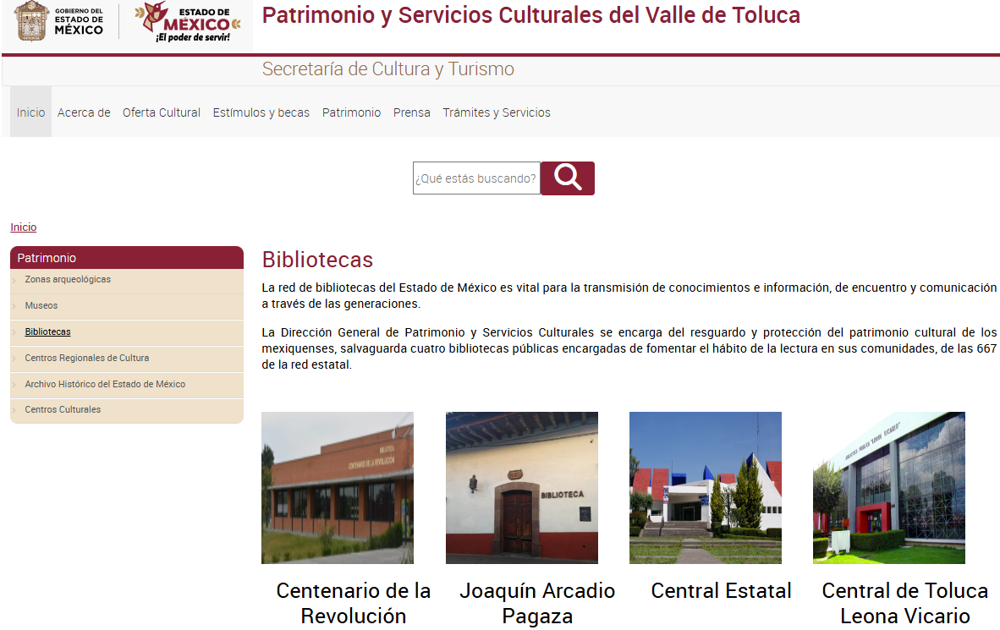 GOBIERNO DEL
ESTADO DE
MÉXICO
ESTADO DE
MÉXICO
¡El poder de servir!
Patrimonio y Servicios Culturales del Valle de Toluca
Secretaría de Cultura y Turismo
Inicio Acerca de Oferta Cultural Estímulos y becas Patrimonio Prensa Trámites y Servicios
¿Qué estás buscando?
Inicio
Patrimonio
Zonas arqueológicas
Museos
Bibliotecas
Centros Regionales de Cultura
Archivo Histórico del Estado de México
Centros Culturales
Bibliotecas
La red de bibliotecas del Estado de México es vital para la transmisión de conocimientos e información, de encuentro y comunicación
a través de las generaciones.
La Dirección General de Patrimonio y Servicios Culturales se encarga del resguardo y protección del patrimonio cultural de los
mexiquenses, salvaguarda cuatro bibliotecas públicas encargadas de fomentar el hábito de la lectura en sus comunidades, de las 667
de la red estatal.
BIBLIOTECA
CENTENARIO DE LA REVOLUCIÓN
BIBLIOTECA
BIBLIOTECA PÚBLICA "LEONA VICARIO"
Centenario de la
Revolución
Joaquín Arcadio
Pagaza
Central Estatal
Central de Toluca
Leona Vicario